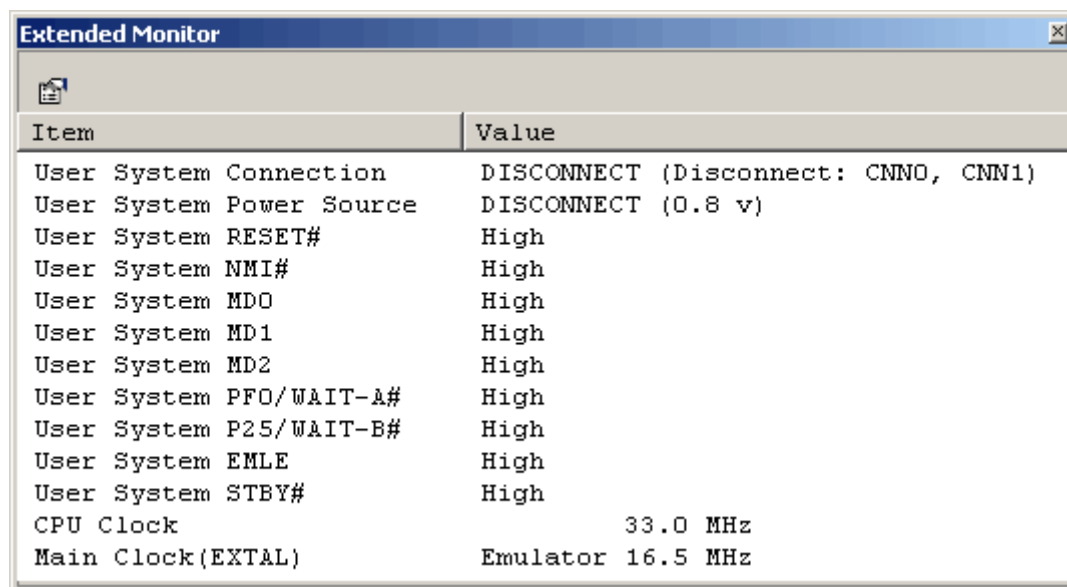 Extended Monitor
Item Value
User System Connection DISCONNECT (Disconnect: CNN0, CNN1)
User System Power Source DISCONNECT (0.8 v)
User System RESET# High
User System NMI# High
User System MD0 High
User System MD1 High
User System MD2 High
User System PF0/WAIT-A# High
User System P25/WAIT-B# High
User System EMLE High
User System STBY# High
CPU Clock 33.0 MHz
Main Clock(EXTAL) Emulator 16.5 MHz